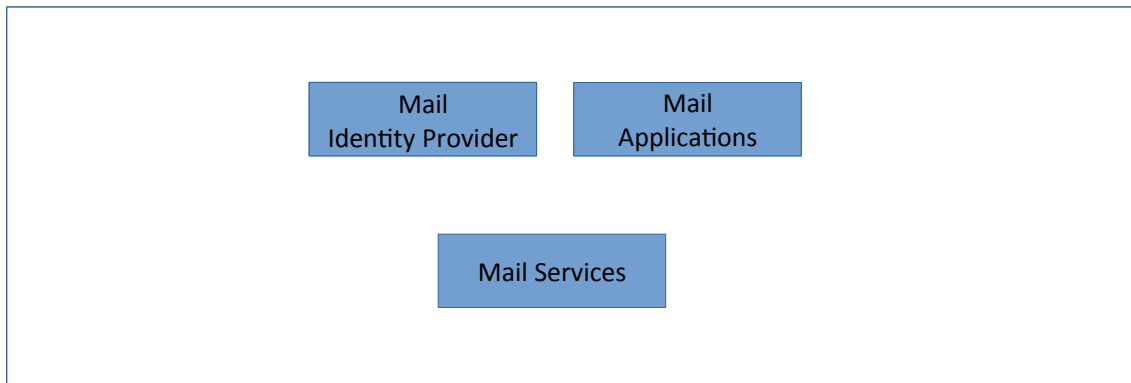 Mail
Identity Provider
Mail
Applications
Mail Services